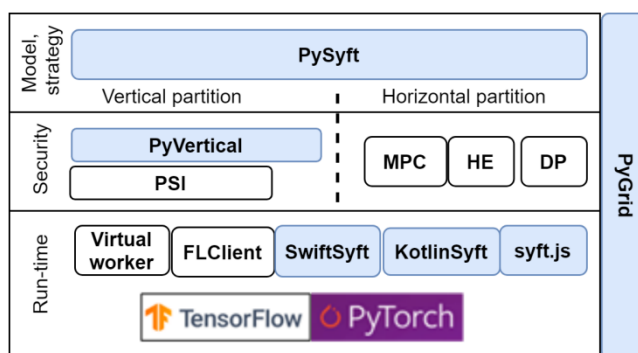 Model,
strategy
PySyft
Vertical partition
Horizontal partition
Security
PyVertical
PSI
MPC
HE
DP
PyGrid
Run-time
Virtual
worker
FLClient
SwiftSyft
KotlinSyft
syft.js
TensorFlow
PyTorch